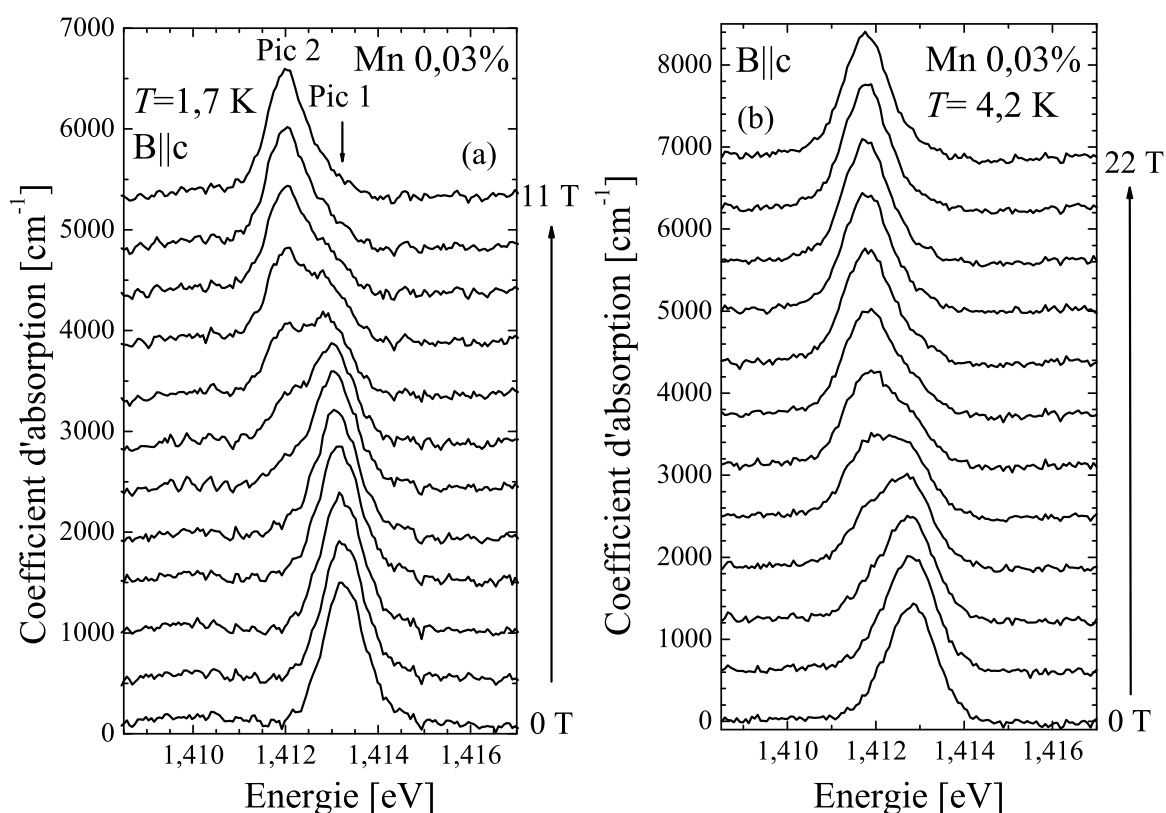 7000
6000
5000
4000
3000
2000
1000
0
Coefficient d'absorption [cm⁻¹]
Pic 2
Mn 0,03%
Pic 1
T=1,7 K
B||c
(a)
11 T
0 T
1,410
1,412
1,414
1,416
Energie [eV]
8000
7000
6000
5000
4000
3000
2000
1000
0
Coefficient d'absorption [cm⁻¹]
B||c
Mn 0,03%
(b)
T= 4,2 K
22 T
0 T
1,410
1,412
1,414
1,416
Energie [eV]